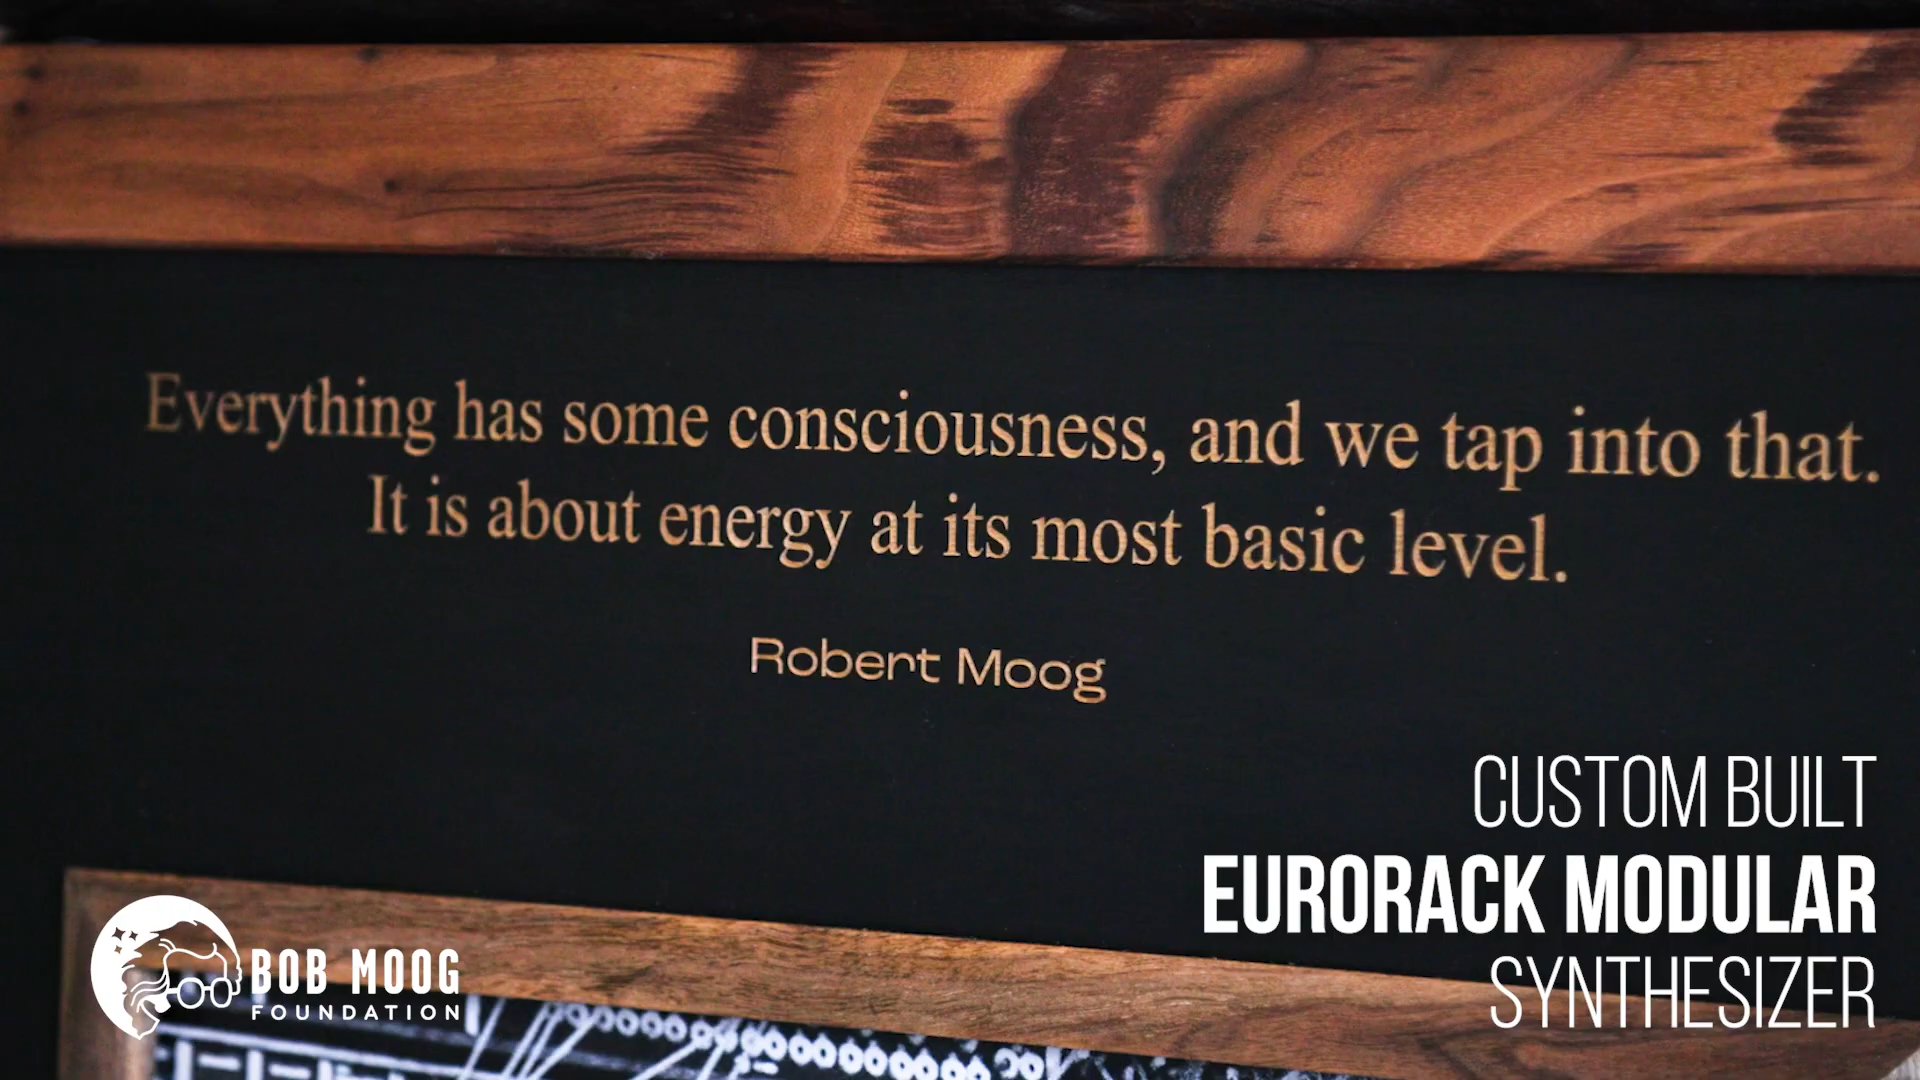 Everything has some consciousness, and we tap into that.
It is about energy at its most basic level.
Robert Moog
CUSTOM BUILT
EURORACK MODULAR
SYNTHESIZER
BOB MOOG
FOUNDATION